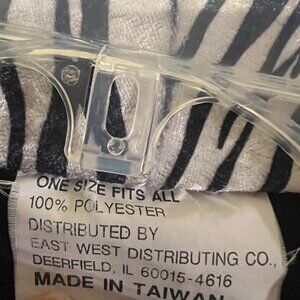 ONE SIZE FITS ALL
100% POLYESTER
DISTRIBUTED BY
EAST WEST DISTRIBUTING CO.,
DEERFIELD, IL 60015-4616
MADE IN TAIWAN